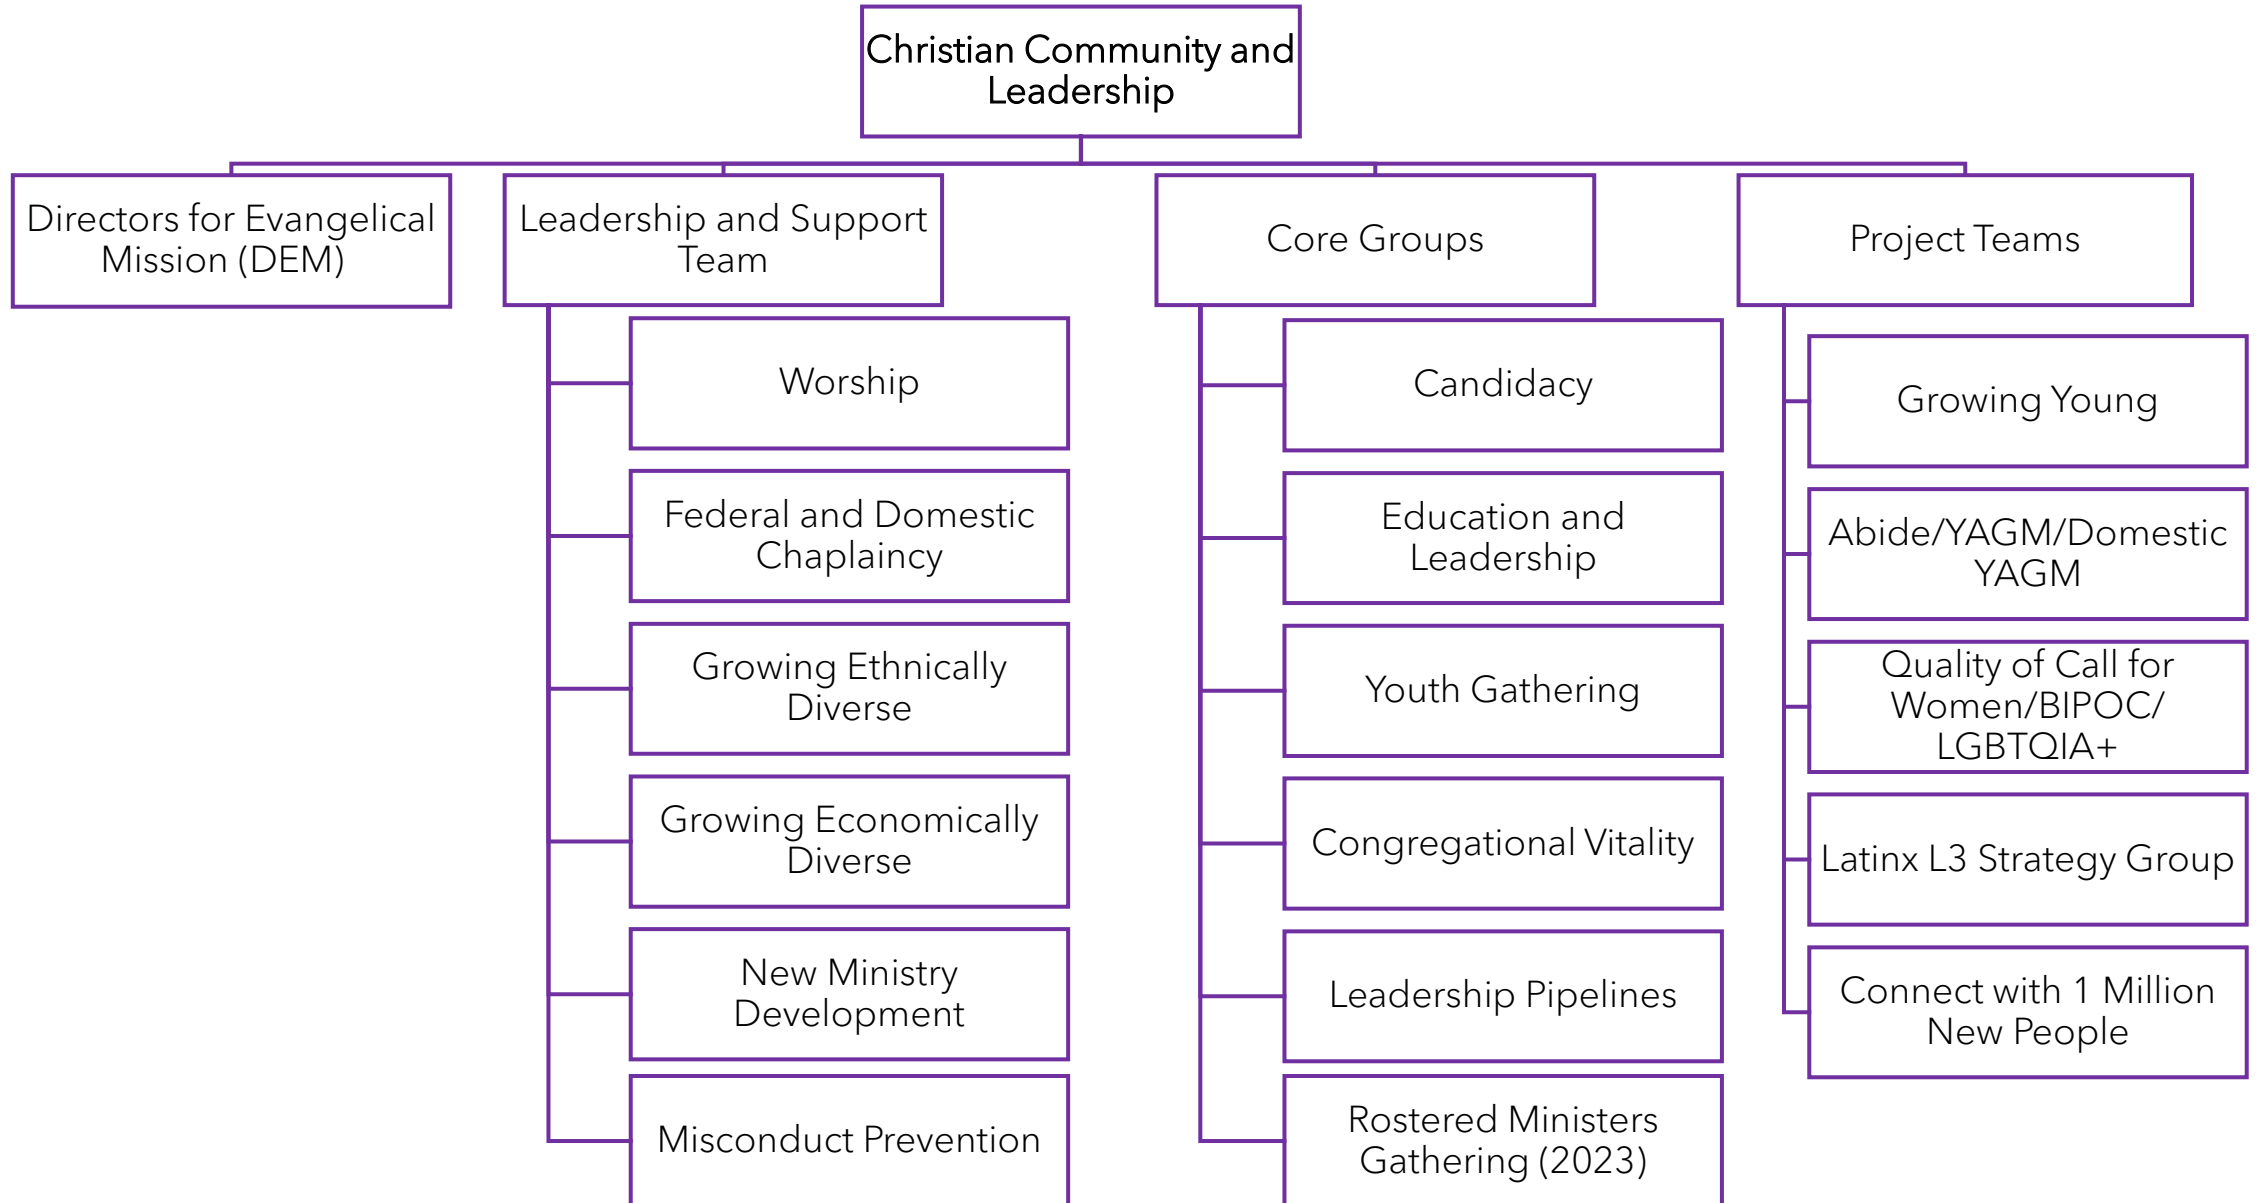 Christian Community and
Leadership
Directors for Evangelical
Mission (DEM)
Leadership and Support
Team
Core Groups
Project Teams
Worship
Federal and Domestic
Chaplaincy
Growing Ethnically
Diverse
Growing Economically
Diverse
New Ministry
Development
Misconduct Prevention
Candidacy
Education and
Leadership
Youth Gathering
Congregational Vitality
Leadership Pipelines
Rostered Ministers
Gathering (2023)
Growing Young
Abide/YAGM/Domestic
YAGM
Quality of Call for
Women/BIPOC/
LGBTQIA+
Latinx L3 Strategy Group
Connect with 1 Million
New People